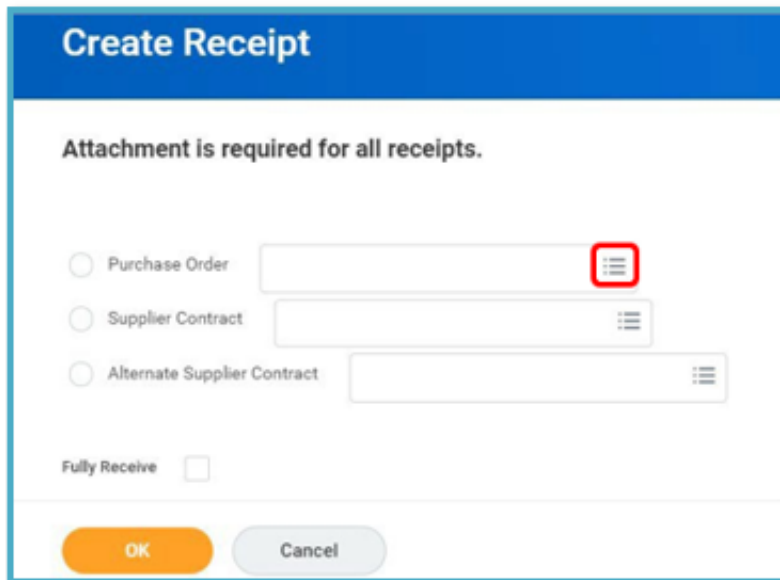 Create Receipt
Attachment is required for all receipts.
Purchase Order
Supplier Contract
Alternate Supplier Contract
Fully Receive
OK Cancel